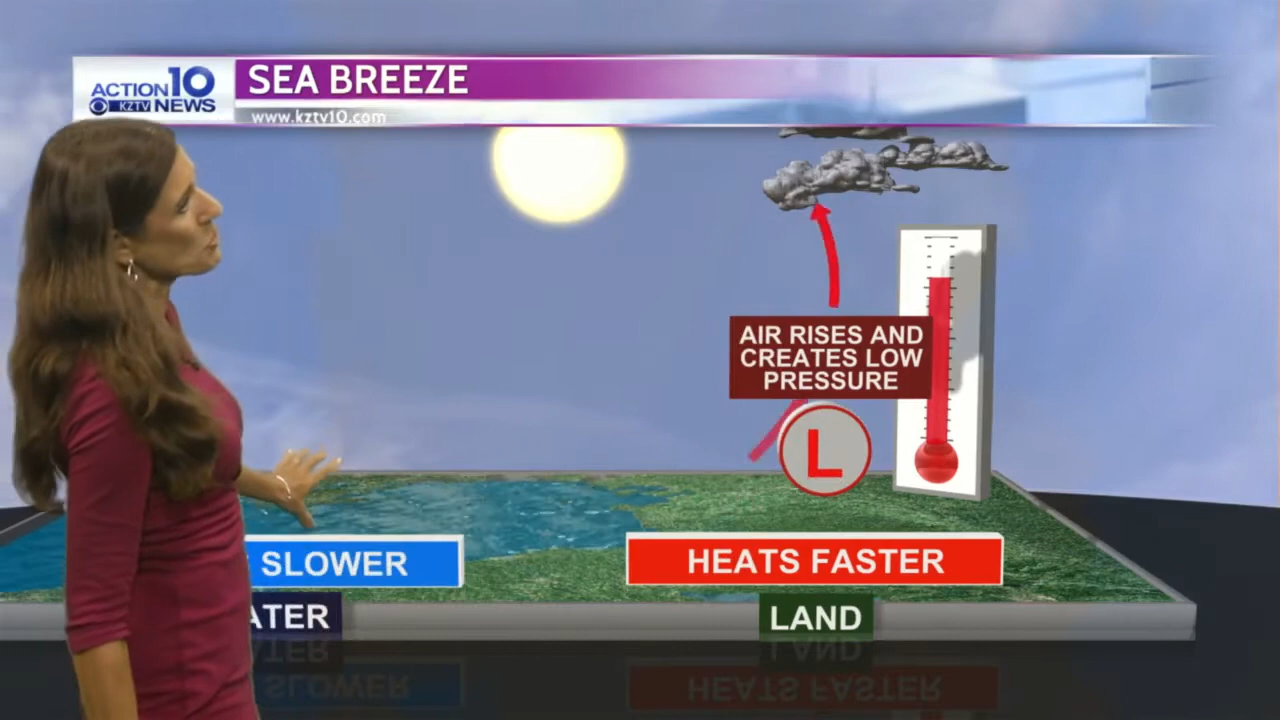 ACTION 10
KZTV NEWS
SEA BREEZE
www.kztv10.com
AIR RISES AND
CREATES LOW
PRESSURE
L
SLOWER
HEATS FASTER
ATER
LAND